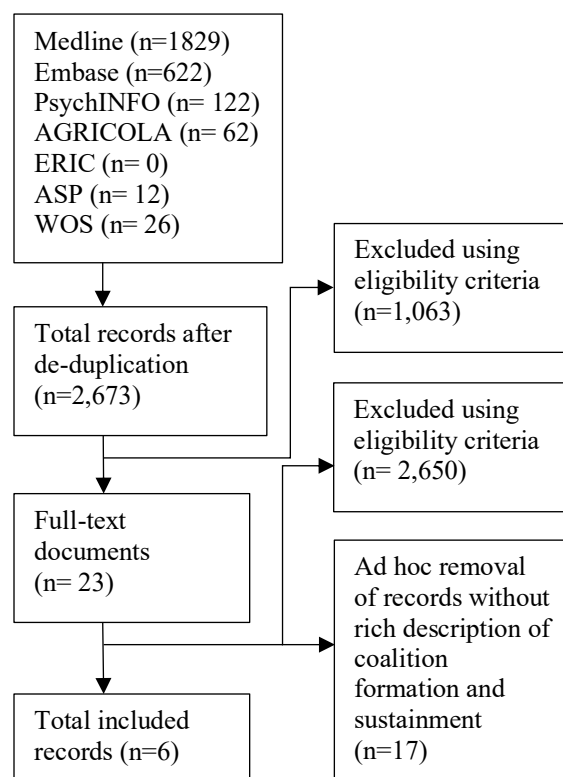 Medline (n=1829)
Embase (n=622)
PsychINFO (n= 122)
AGRICOLA (n= 62)
ERIC (n= 0)
ASP (n= 12)
WOS (n= 26)
Total records after
de-duplication
(n=2,673)
Excluded using
eligibility criteria
(n=1,063)
Excluded using
eligibility criteria
(n= 2,650)
Full-text
documents
(n= 23)
Ad hoc removal
of records without
rich description of
coalition
formation and
sustainment
(n=17)
Total included
records (n=6)